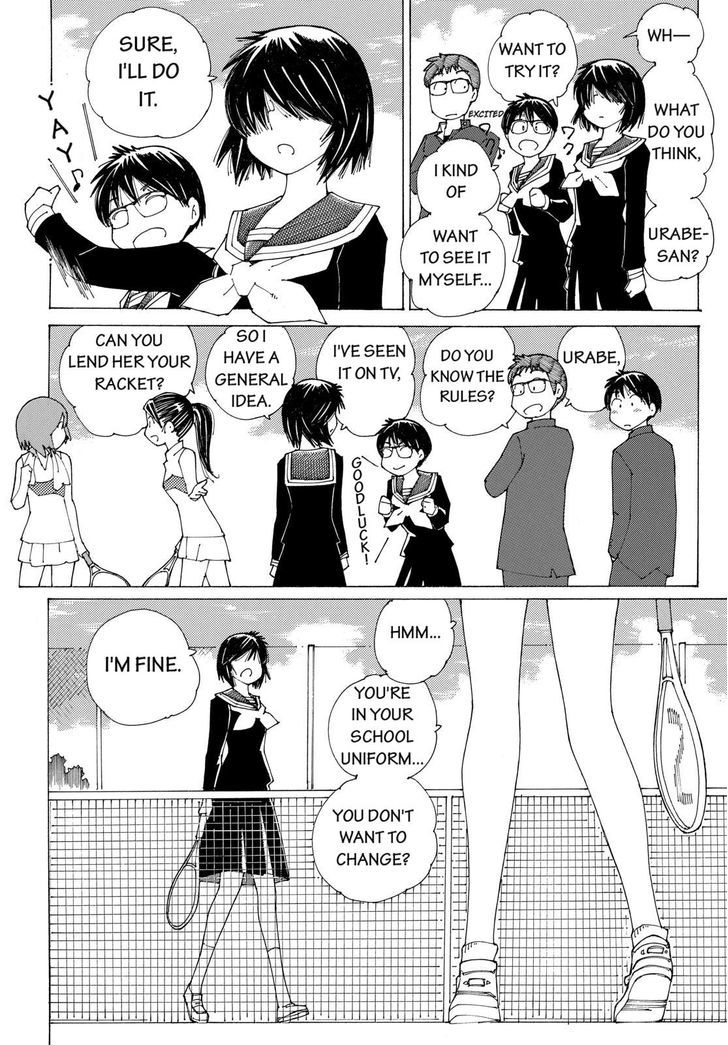 WH—
WHAT
DO YOU
THINK,
URABE-
SAN?
WANT TO
TRY IT?
EXCITED
I KIND
OF
WANT
TO SEE IT
MYSELF...
SURE,
I'LL DO
IT.
YAY♪
URABE,
DO YOU
KNOW THE
RULES?
I'VE SEEN
IT ON TV,
SO I
HAVE A
GENERAL
IDEA.
GOODLUCK!
CAN YOU
LEND HER YOUR
RACKET?
HMM...
YOU'RE
IN YOUR
SCHOOL
UNIFORM...
YOU DON'T
WANT TO
CHANGE?
I'M FINE.